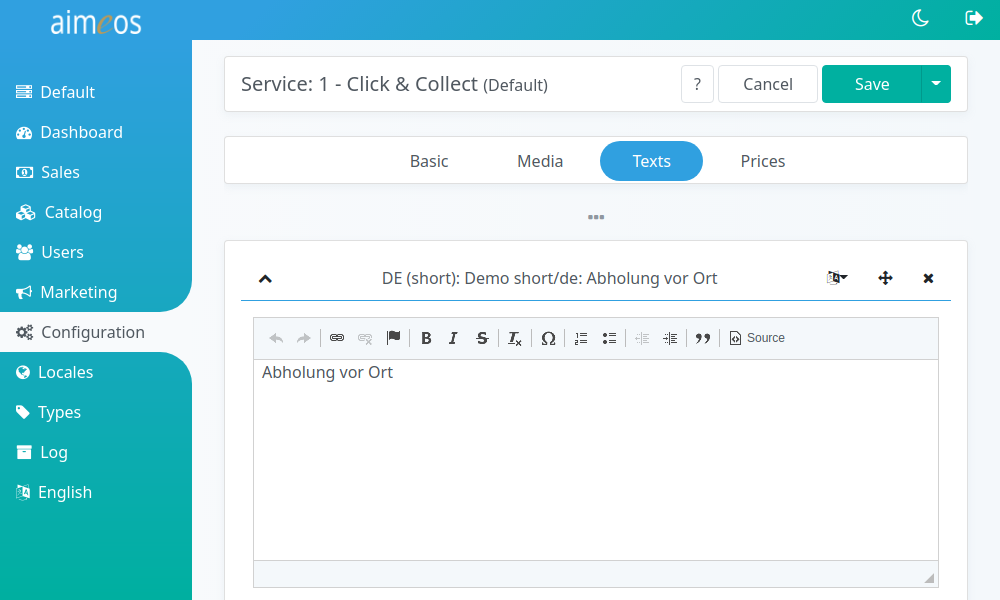 aimeos
Default
Dashboard
Sales
Catalog
Users
Marketing
Configuration
Locales
Types
Log
English
Service: 1 - Click & Collect (Default)
?
Cancel
Save
Basic
Media
Texts
Prices
DE (short): Demo short/de: Abholung vor Ort
Source
Abholung vor Ort